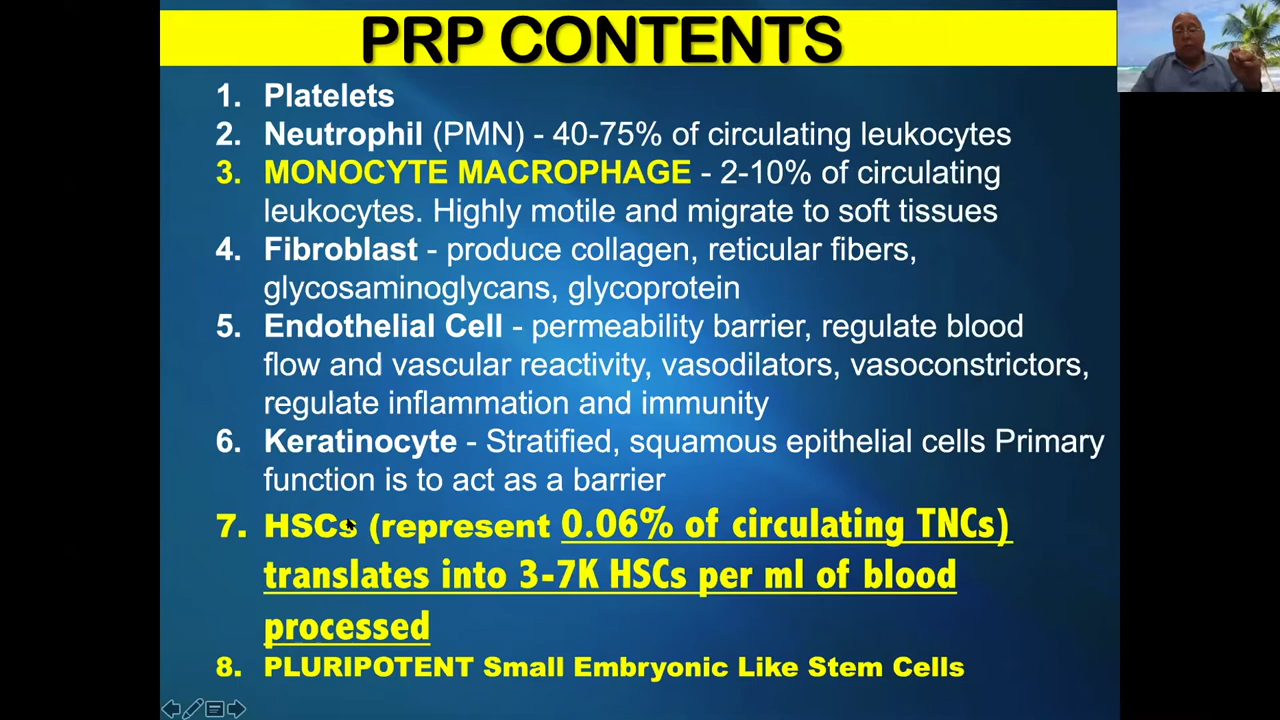 PRP CONTENTS
1. Platelets
2. Neutrophil (PMN) - 40-75% of circulating leukocytes
3. MONOCYTE MACROPHAGE - 2-10% of circulating
leukocytes. Highly motile and migrate to soft tissues
4. Fibroblast - produce collagen, reticular fibers,
glycosaminoglycans, glycoprotein
5. Endothelial Cell - permeability barrier, regulate blood
flow and vascular reactivity, vasodilators, vasoconstrictors,
regulate inflammation and immunity
6. Keratinocyte - Stratified, squamous epithelial cells Primary
function is to act as a barrier
7. HSCs (represent 0.06% of circulating TNCs)
translates into 3-7K HSCs per ml of blood
processed
8. PLURIPOTENT Small Embryonic Like Stem Cells